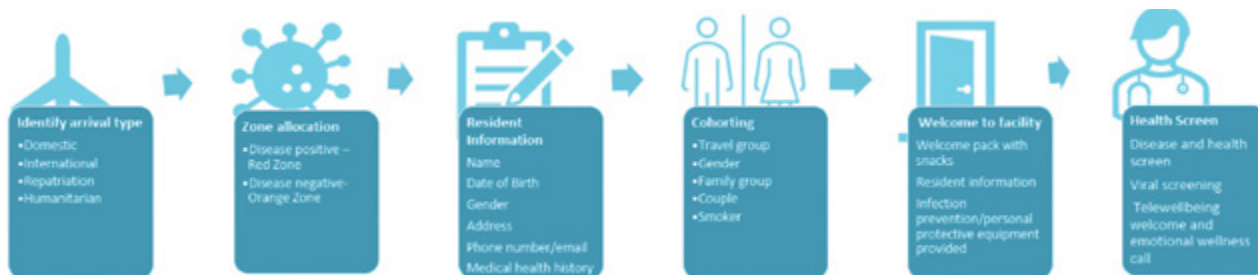 Identify arrival type
•Domestic
•International
•Repatriation
•Humanitarian
Zone allocation
•Disease positive –
Red Zone
•Disease negative-
Orange Zone
Resident
Information
Name
Date of Birth
Gender
Address
Phone number/email
Medical health history
Cohorting
•Travel group
•Gender
•Family group
•Couple
•Smoker
Welcome to facility
Welcome pack with
snacks
Resident information
Infection
prevention/personal
protective equipment
provided
Health Screen
Disease and health
screen
Viral screening
Telewellbeing
welcome and
emotional wellness
call